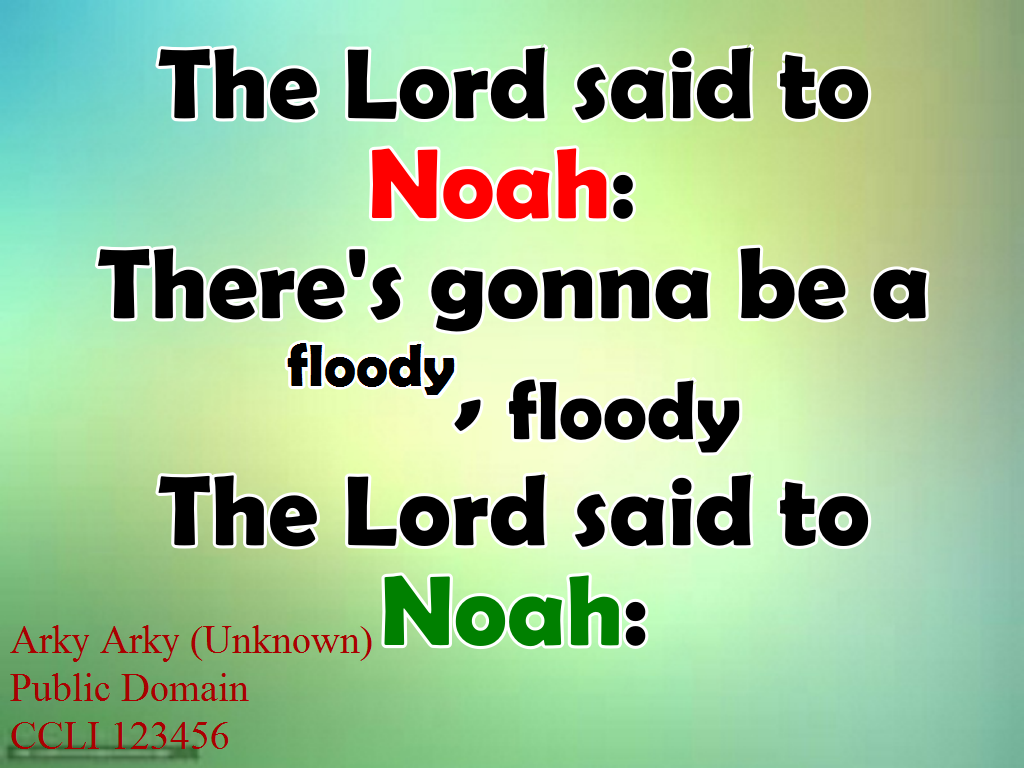 The Lord said to
Noah:
There's gonna be a
floody, floody
The Lord said to
Noah:
Arky Arky (Unknown)
Public Domain
CCLI 123456